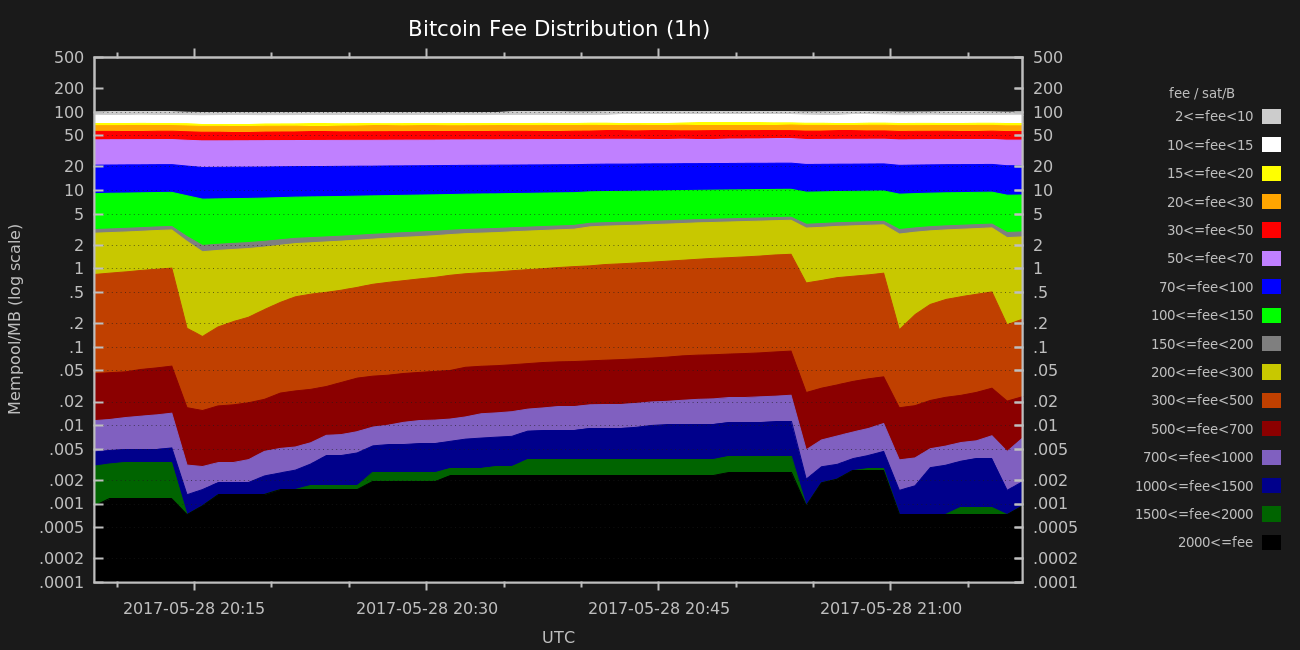 Bitcoin Fee Distribution (1h)
Mempool/MB (log scale)
500
200
100
50
20
10
5
2
1
.5
.2
.1
.05
.02
.01
.005
.002
.001
.0005
.0002
.0001
500
200
100
50
20
10
5
2
1
.5
.2
.1
.05
.02
.01
.005
.002
.001
.0005
.0002
.0001
2017-05-28 20:15 2017-05-28 20:30 2017-05-28 20:45 2017-05-28 21:00
UTC
fee / sat/B
2<=fee<10
10<=fee<15
15<=fee<20
20<=fee<30
30<=fee<50
50<=fee<70
70<=fee<100
100<=fee<150
150<=fee<200
200<=fee<300
300<=fee<500
500<=fee<700
700<=fee<1000
1000<=fee<1500
1500<=fee<2000
2000<=fee